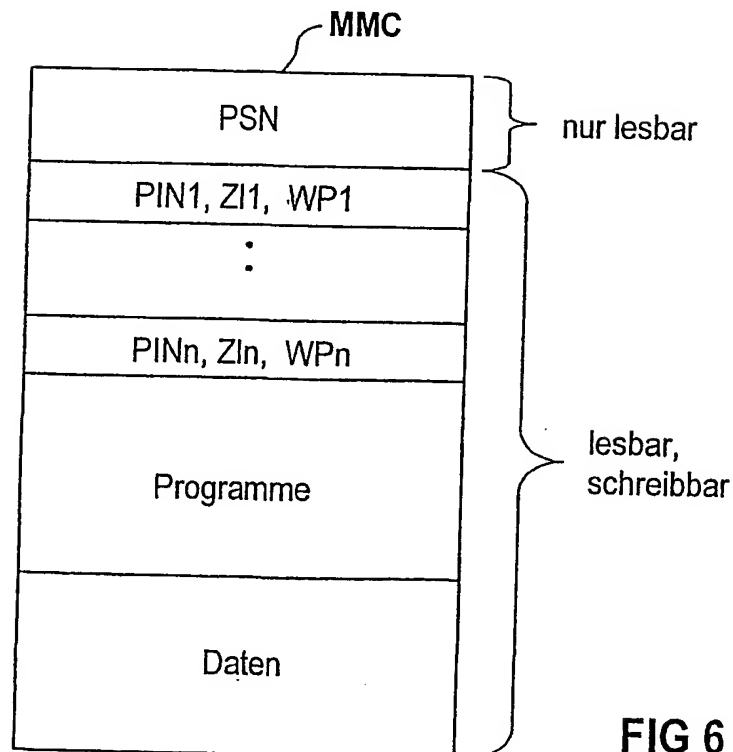 MMC
PSN
nur lesbar
PIN1, ZI1, WP1
:
PINn, ZIn, WPn
Programme
lesbar,
schreibbar
Daten
FIG 6